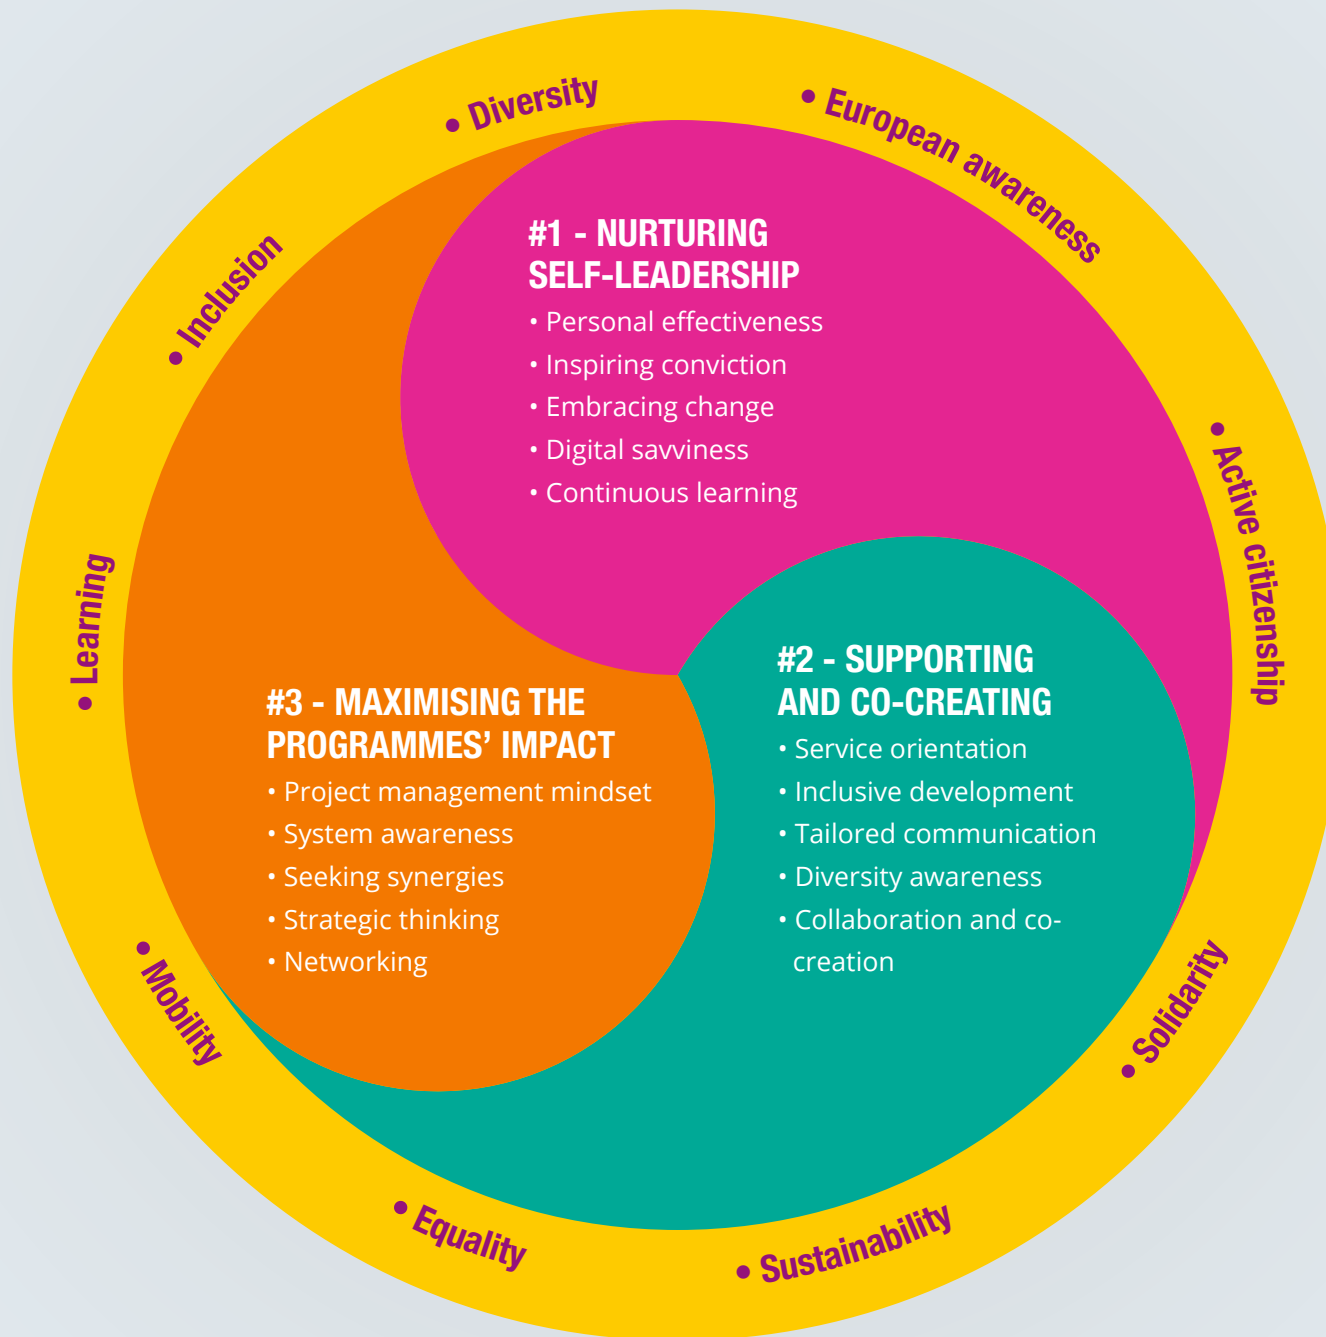 • Diversity
• European awareness
• Active citizenship
• Solidarity
• Sustainability
• Equality
• Mobility
• Learning
• Inclusion
#1 - NURTURING
SELF-LEADERSHIP
• Personal effectiveness
• Inspiring conviction
• Embracing change
• Digital savviness
• Continuous learning
#2 - SUPPORTING
AND CO-CREATING
• Service orientation
• Inclusive development
• Tailored communication
• Diversity awareness
• Collaboration and co-
creation
#3 - MAXIMISING THE
PROGRAMMES’ IMPACT
• Project management mindset
• System awareness
• Seeking synergies
• Strategic thinking
• Networking